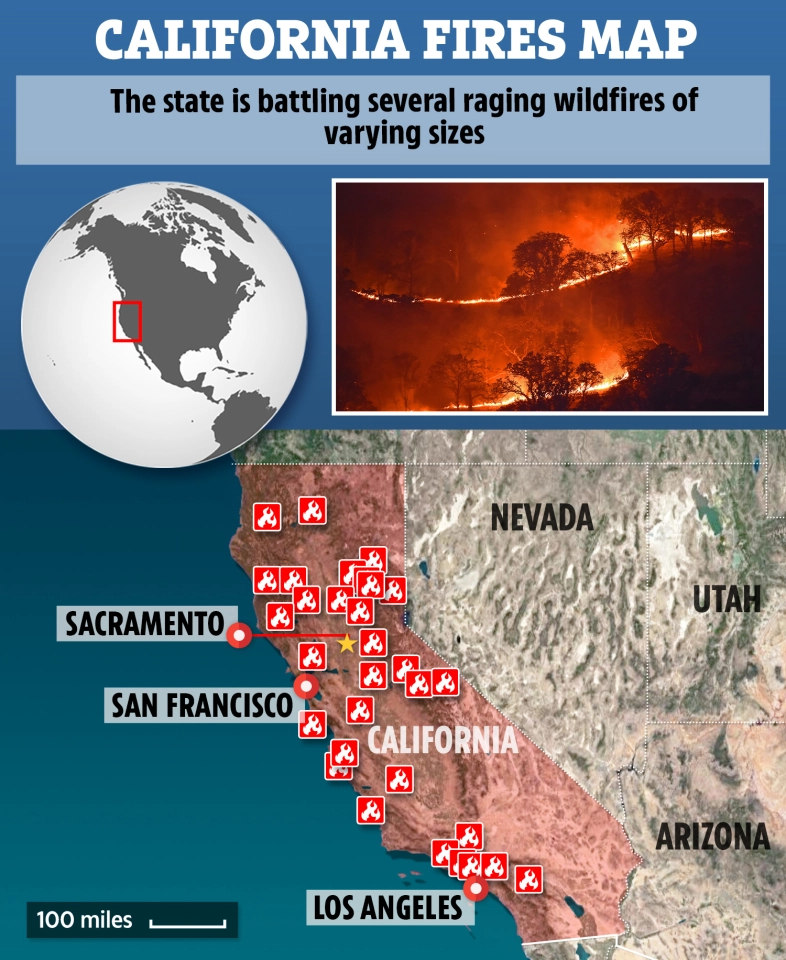 CALIFORNIA FIRES MAP
The state is battling several raging wildfires of
varying sizes
NEVADA
UTAH
SACRAMENTO
SAN FRANCISCO
CALIFORNIA
ARIZONA
LOS ANGELES
100 miles